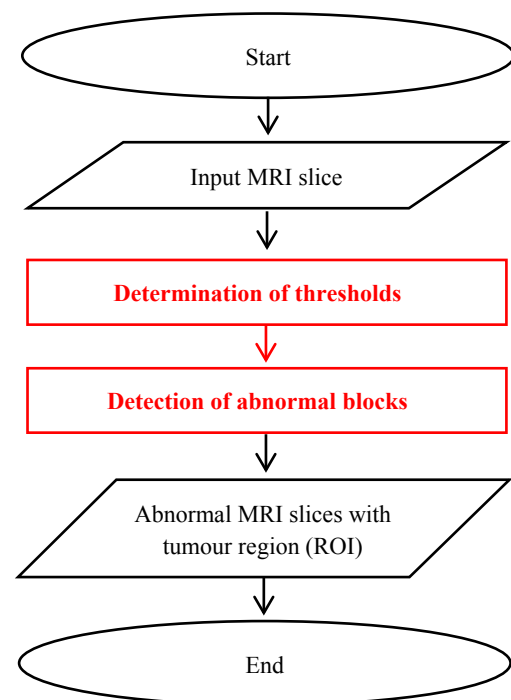 Start
Input MRI slice
Determination of thresholds
Detection of abnormal blocks
Abnormal MRI slices with
tumour region (ROI)
End